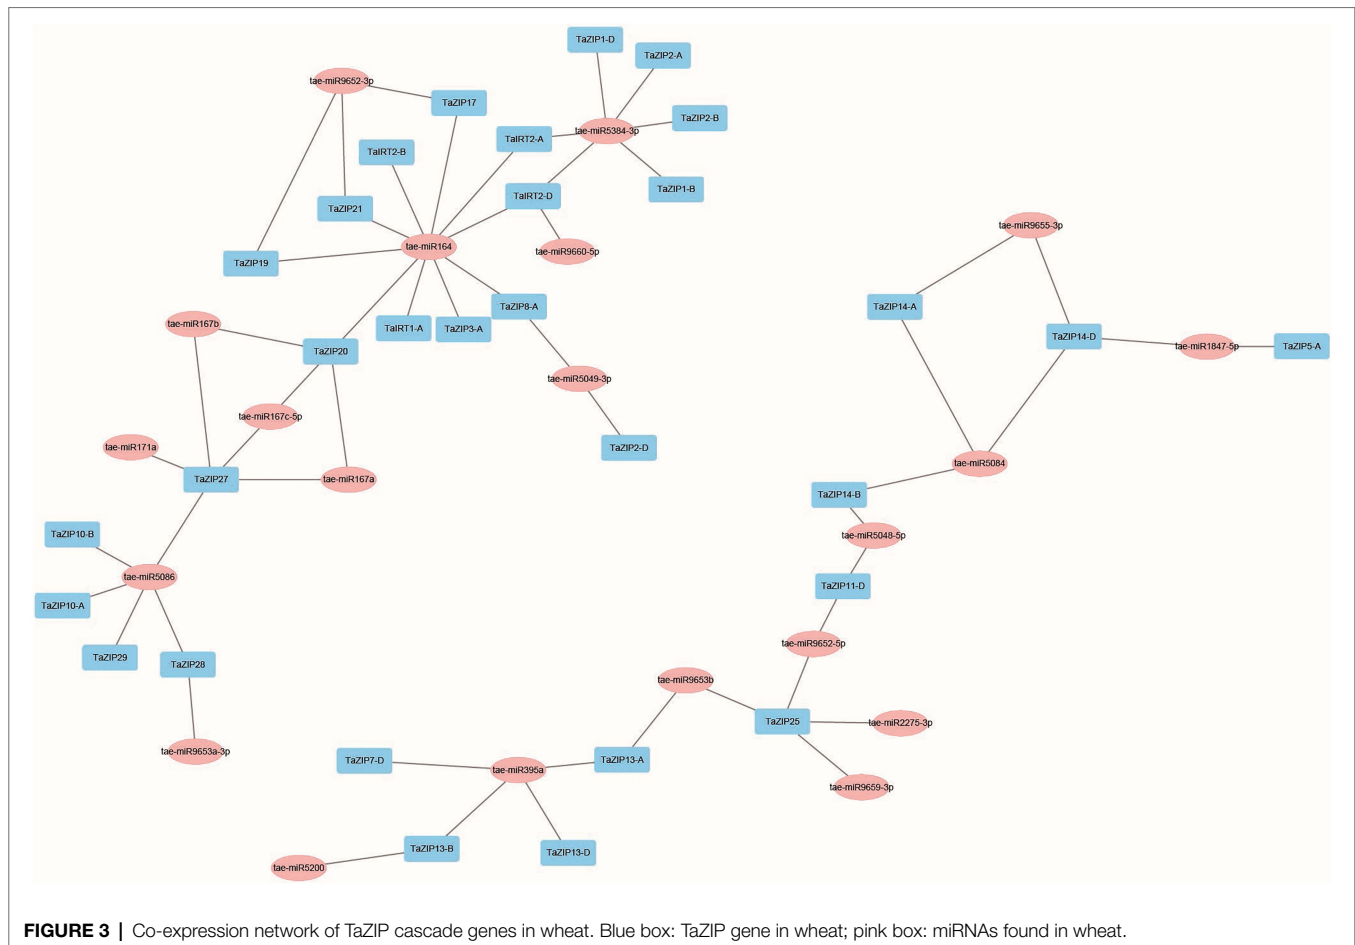 TaZIP1-D
TaZIP2-A
tae-miR9652-3p
TaZIP17
TaZIP2-B
tae-miR5384-3p
TaIRT2-A
TaIRT2-B
TaZIP1-B
TaIRT2-D
TaZIP21
tae-miR9655-3p
tae-miR164
tae-miR9660-5p
TaZIP19
TaZIP8-A
TaZIP14-A
tae-miR167b
TaIRT1-A
TaZIP3-A
TaZIP14-D
tae-miR1847-5p
TaZIP5-A
TaZIP20
tae-miR5049-3p
tae-miR167c-5p
tae-miR171a
TaZIP2-D
tae-miR5084
TaZIP27
tae-miR167a
TaZIP14-B
TaZIP10-B
tae-miR5048-5p
tae-miR5086
TaZIP11-D
TaZIP10-A
tae-miR9652-5p
TaZIP29
TaZIP28
tae-miR9653b
TaZIP25
tae-miR2275-3p
tae-miR9653a-3p
TaZIP7-D
TaZIP13-A
tae-miR395a
tae-miR9659-3p
TaZIP13-B
TaZIP13-D
tae-miR5200
FIGURE 3 | Co-expression network of TaZIP cascade genes in wheat. Blue box: TaZIP gene in wheat; pink box: miRNAs found in wheat.